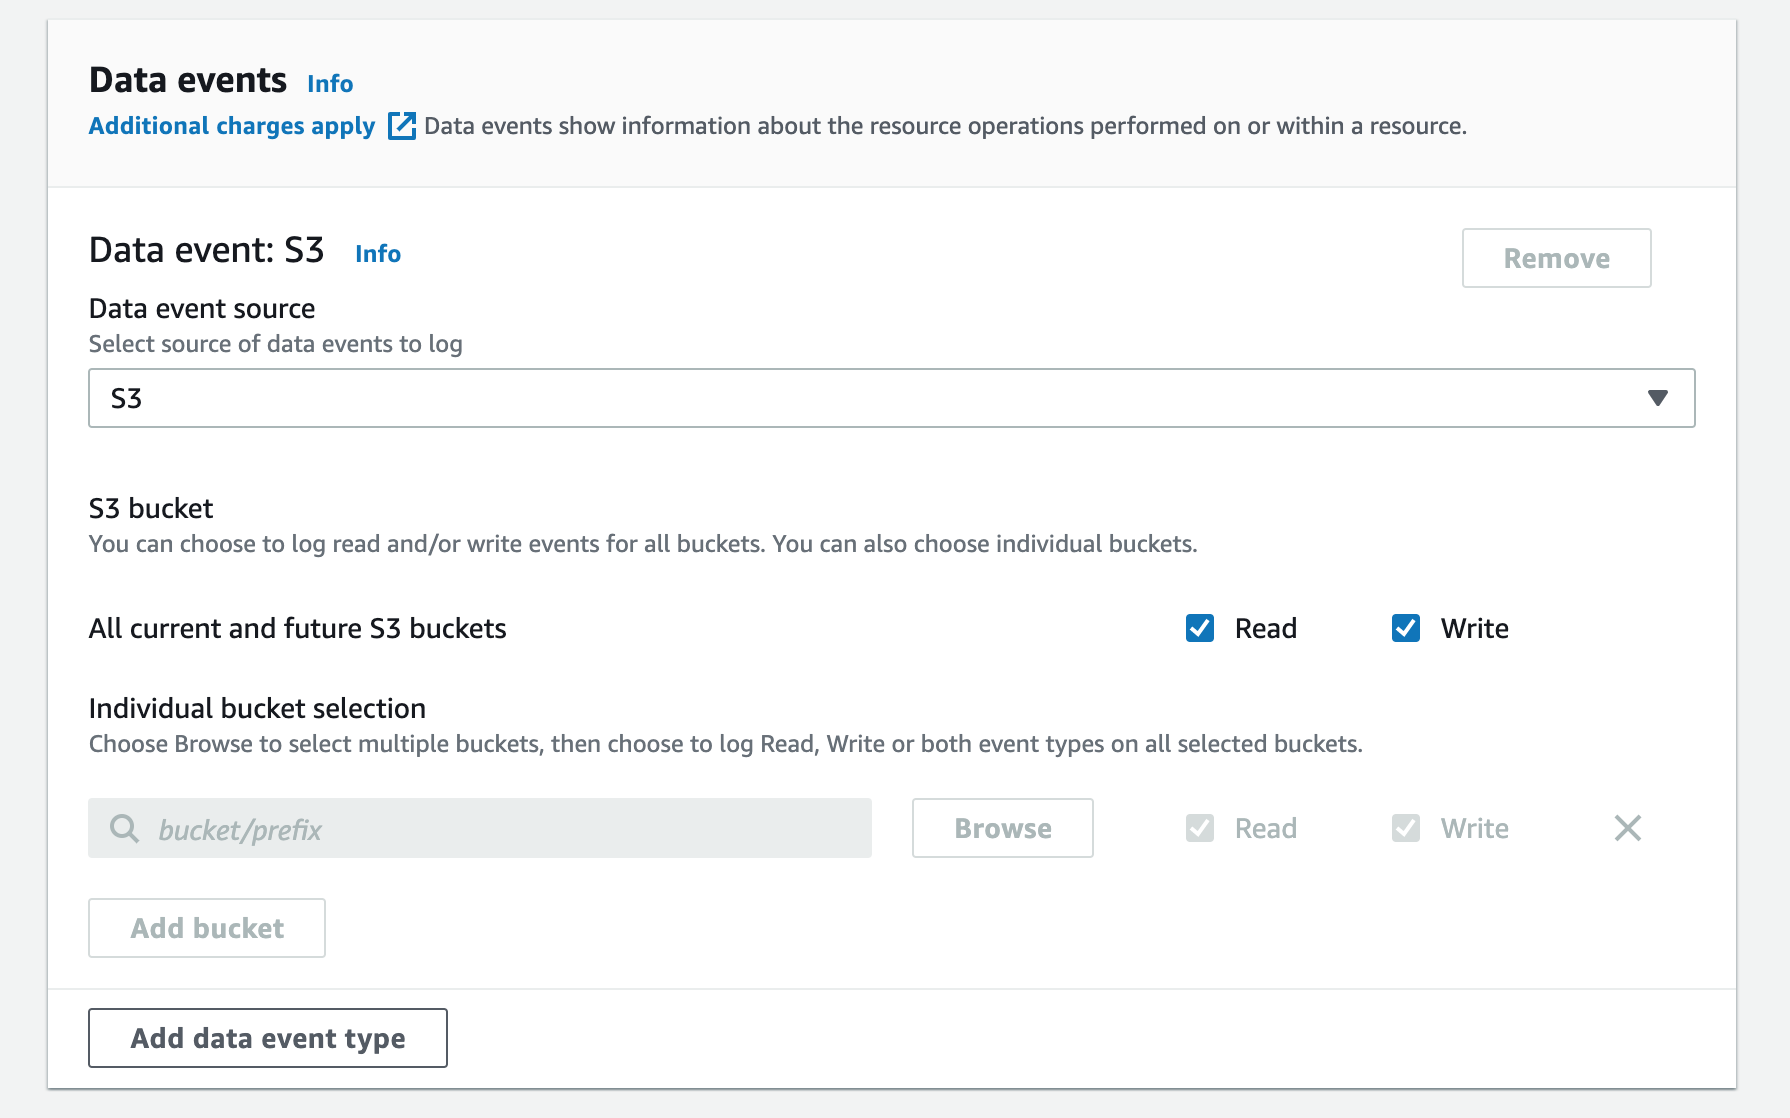 Data events Info
Additional charges apply Data events show information about the resource operations performed on or within a resource.
Data event: S3 Info
Remove
Data event source
Select source of data events to log
S3
S3 bucket
You can choose to log read and/or write events for all buckets. You can also choose individual buckets.
All current and future S3 buckets Read Write
Individual bucket selection
Choose Browse to select multiple buckets, then choose to log Read, Write or both event types on all selected buckets.
bucket/prefix Browse Read Write
Add bucket
Add data event type